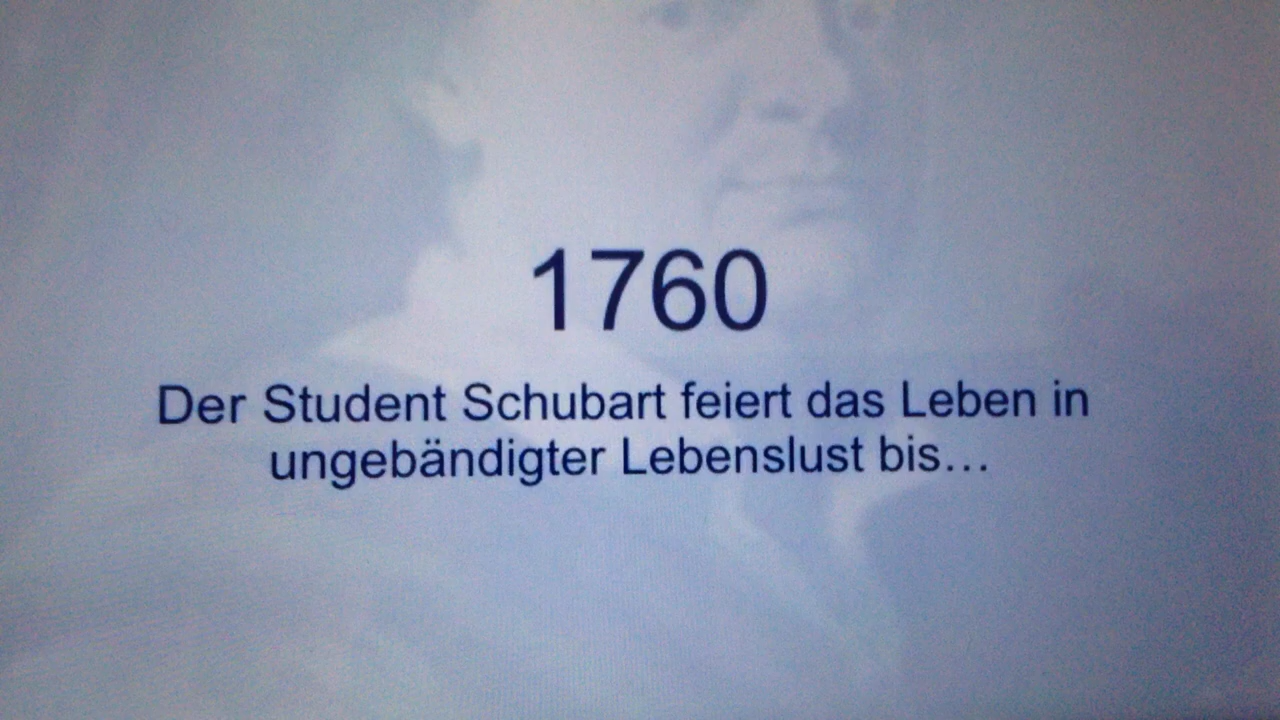 1760
Der Student Schubart feiert das Leben in
ungebändigter Lebenslust bis...